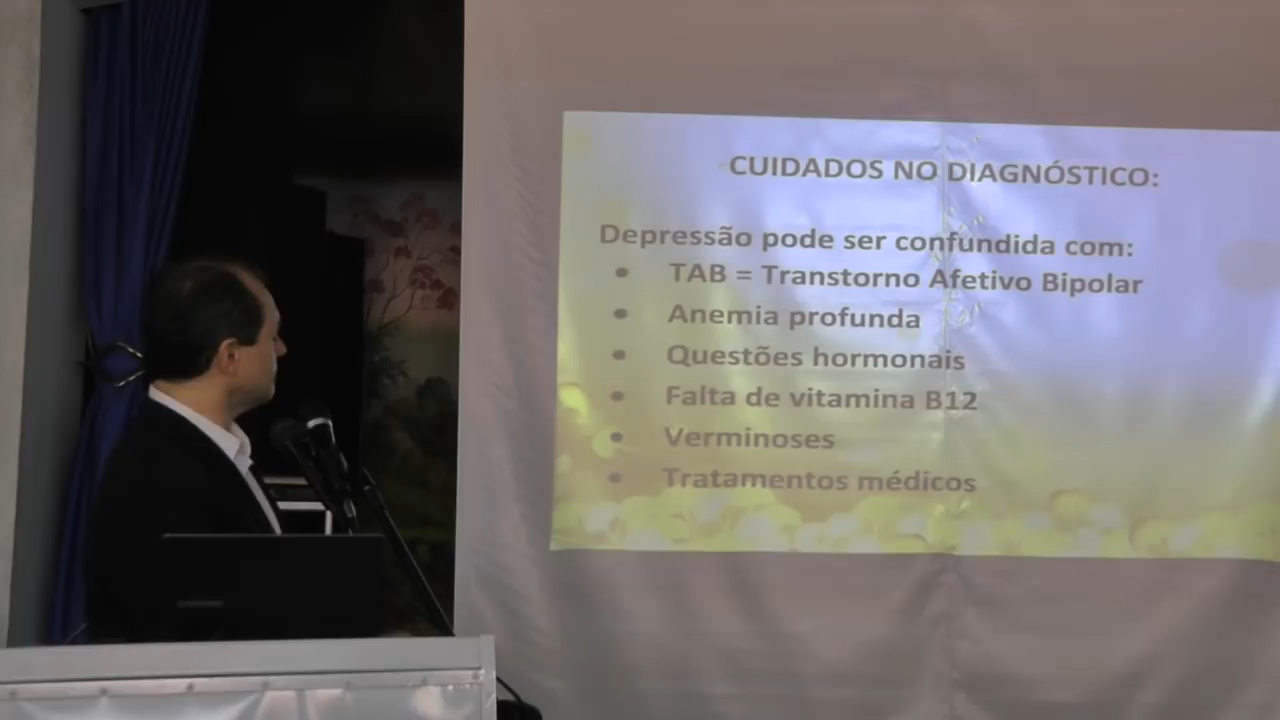 CUIDADOS NO DIAGNÓSTICO:
Depressão pode ser confundida com:
• TAB = Transtorno Afetivo Bipolar
• Anemia profunda
• Questões hormonais
• Falta de vitamina B12
• Verminoses
• Tratamentos médicos